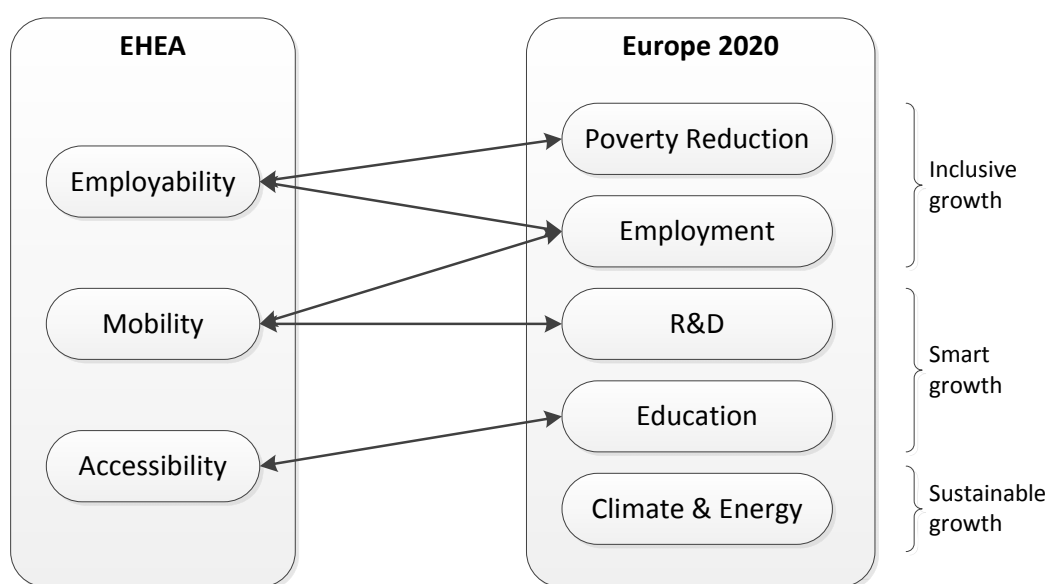 EHEA
Employability
Mobility
Accessibility
Europe 2020
Poverty Reduction
Employment
R&D
Education
Climate & Energy
Inclusive
growth
Smart
growth
Sustainable
growth